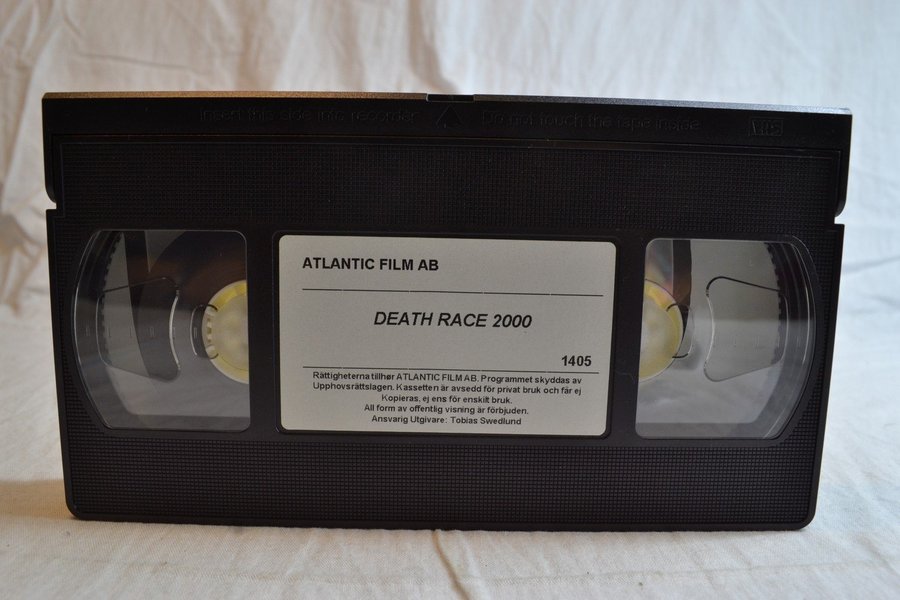 Insert this side into recorder Do not touch the tape inside VHS
ATLANTIC FILM AB
DEATH RACE 2000
1405
Rättigheterna tillhør ATLANTIC FILM AB. Programmet skyddas av
Upphovsrättslagen. Kassetten är avsedd för privat bruk och får ej
Kopieras, ej ens för enskilt bruk.
All form av offentlig visning är förbjuden.
Ansvarig Utgivare: Tobias Swedlund